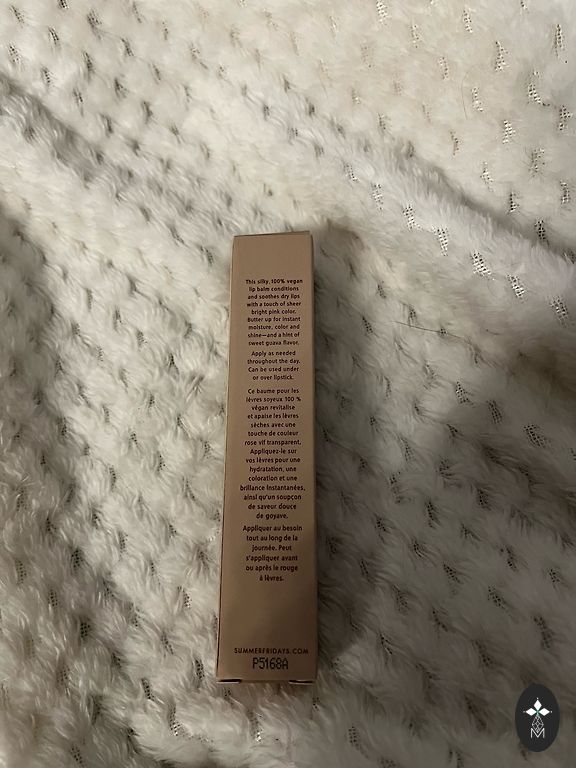 This silky, 100% vegan
lip balm conditions
and soothes dry lips
with a touch of sheer
bright pink color.
Butter up for instant
moisture, color and
shine—and a hint of
sweet guava flavor.
Apply as needed
throughout the day.
Can be used under
or over lipstick.
Ce baume pour les
lèvres soyeux 100 %
végan revitalise
et apaise les lèvres
sèches avec une
touche de couleur
rose vif transparent.
Appliquez-le sur
vos lèvres pour une
hydratation, une
coloration et une
brillance instantanées,
ainsi qu'un soupçon
de saveur douce
de goyave.
Appliquer au besoin
tout au long de la
journée. Peut
s'appliquer avant
ou après le rouge
à lèvres.
SUMMERFRIDAYS.COM
P5168A
M